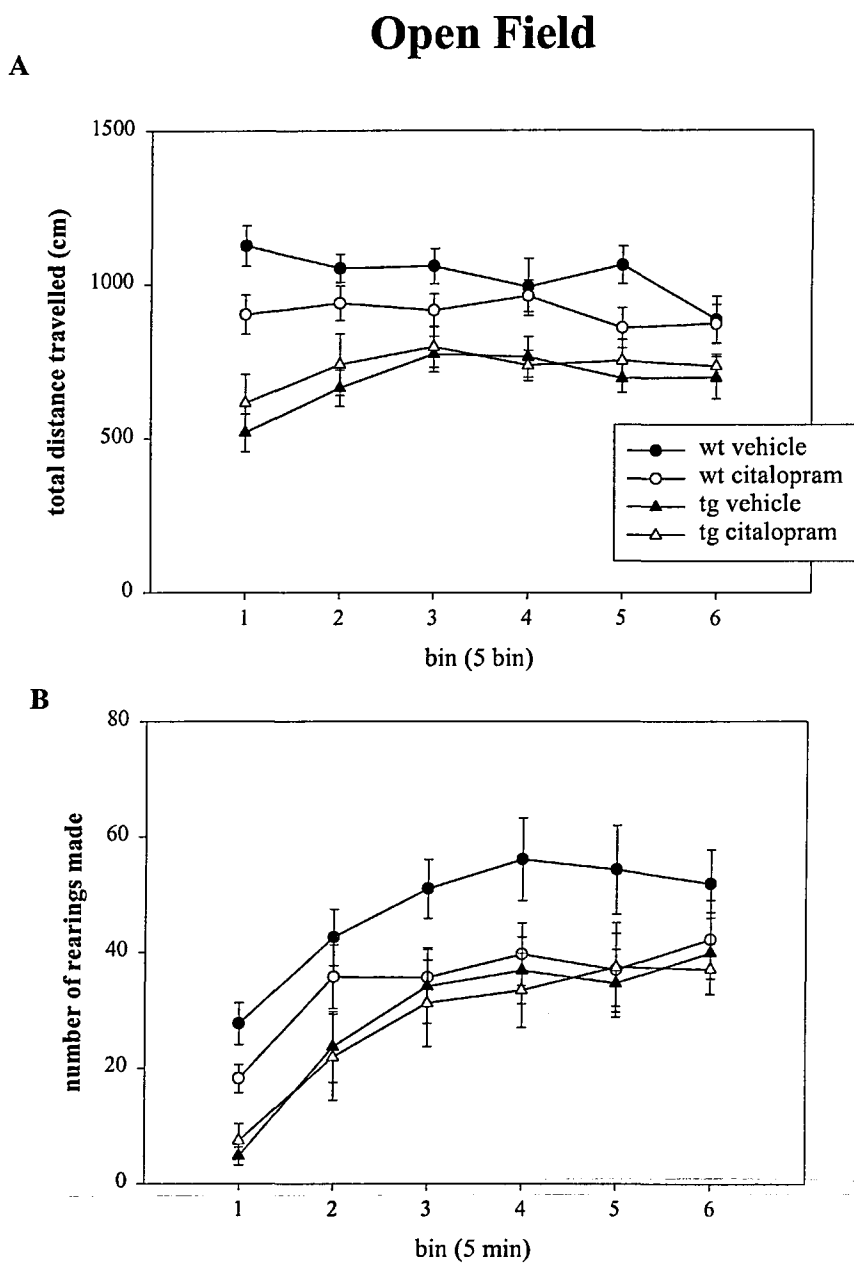 Open Field
A
total distance travelled (cm)
1500
1000
500
0
1 2 3 4 5 6
bin (5 bin)
wt vehicle
wt citalopram
tg vehicle
tg citalopram
B
number of rearings made
80
60
40
20
0
1 2 3 4 5 6
bin (5 min)